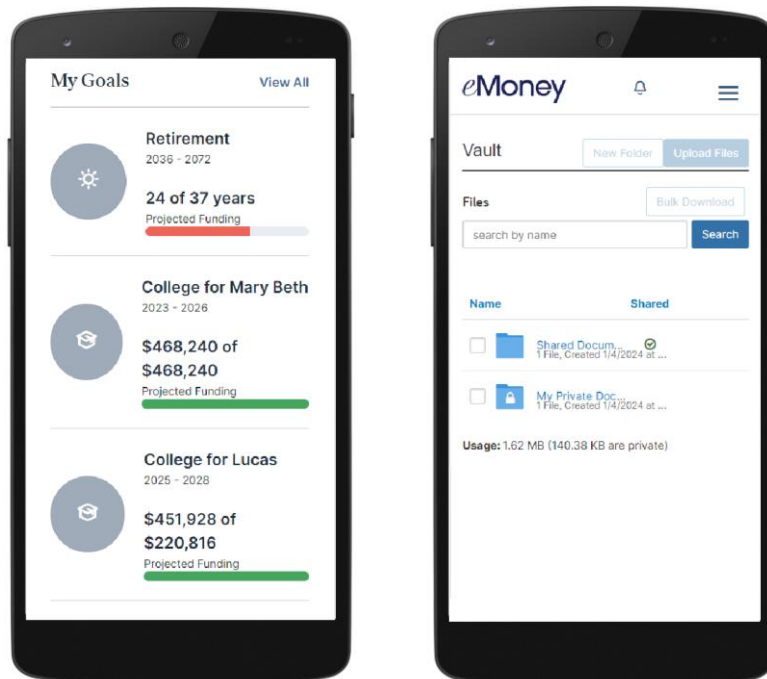 My Goals View All
Retirement
2036 - 2072
24 of 37 years
Projected Funding
College for Mary Beth
2023 - 2026
$468,240 of
$468,240
Projected Funding
College for Lucas
2025 - 2028
$451,928 of
$220,816
Projected Funding
eMoney
Vault New Folder Upload Files
Files Bulk Download
search by name Search
Name Shared
Shared Docum...
1 File, Created 1/4/2024 at ...
My Private Doc...
1 File, Created 1/4/2024 at ...
Usage: 1.62 MB (140.38 KB are private)